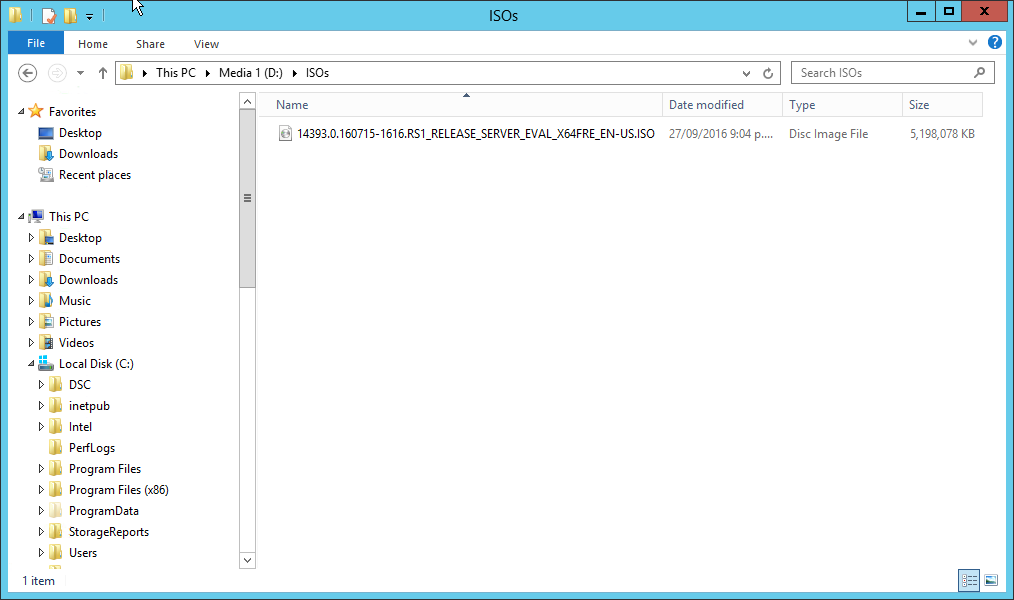 ISOs
File Home Share View
This PC Media 1 (D:) ISOs Search ISOs
Name Date modified Type Size
14393.0.160715-1616.RS1_RELEASE_SERVER_EVAL_X64FRE_EN-US.ISO 27/09/2016 9:04 p.... Disc Image File 5,198,078 KB
Favorites
Desktop
Downloads
Recent places
This PC
Desktop
Documents
Downloads
Music
Pictures
Videos
Local Disk (C:)
DSC
inetpub
Intel
PerfLogs
Program Files
Program Files (x86)
ProgramData
StorageReports
Users
1 item